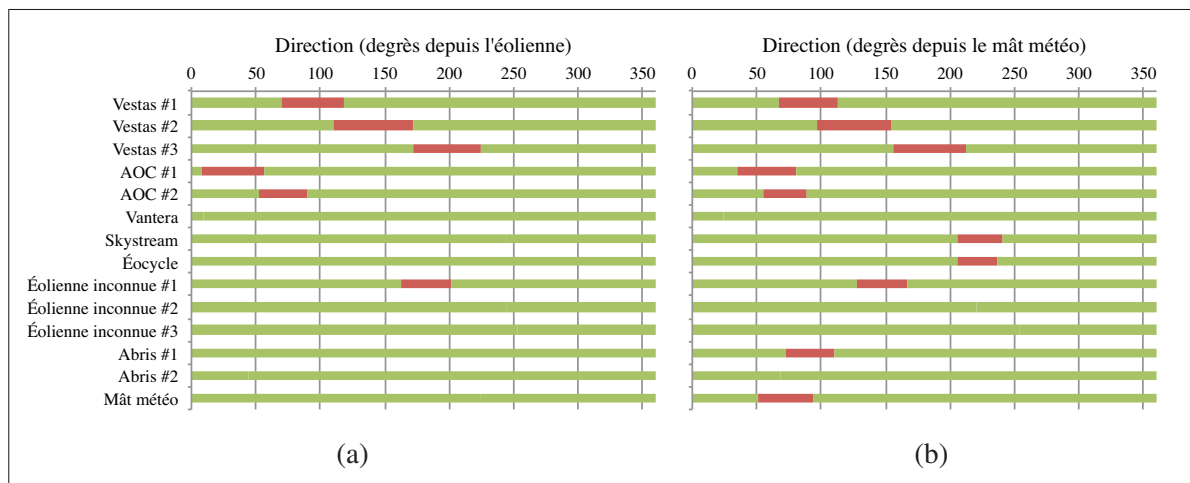 Direction (degrès depuis l'éolienne)
Direction (degrès depuis le mât météo)
0 50 100 150 200 250 300 350
0 50 100 150 200 250 300 350
Vestas #1
Vestas #2
Vestas #3
AOC #1
AOC #2
Vantera
Skystream
Éocycle
Éolienne inconnue #1
Éolienne inconnue #2
Éolienne inconnue #3
Abris #1
Abris #2
Mât météo
(a)
(b)